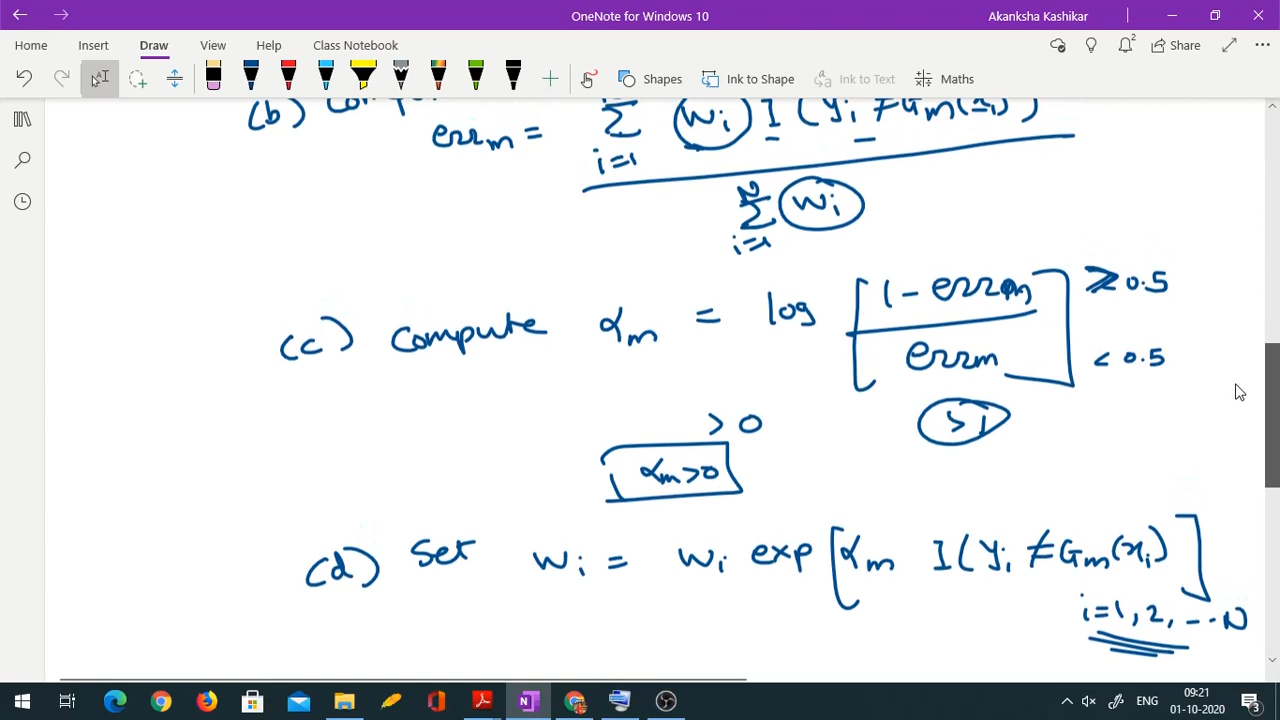 OneNote for Windows 10
Akanksha Kashikar
Home Insert Draw View Help Class Notebook
Share
Shapes Ink to Shape Ink to Text Maths
(b) Compu
errm = Σ i=1 wi I ( yi ≠ Gm(xi) )
N Σ i=1 wi
(c) compute αm = log [ 1 - errm / errm ] ≥ 0.5
< 0.5
> 0 > 1
αm > 0
(d) Set wi = wi exp [ αm I ( yi ≠ Gm(xi) ]
i = 1, 2, --- N
ENG 09:21
01-10-2020
3